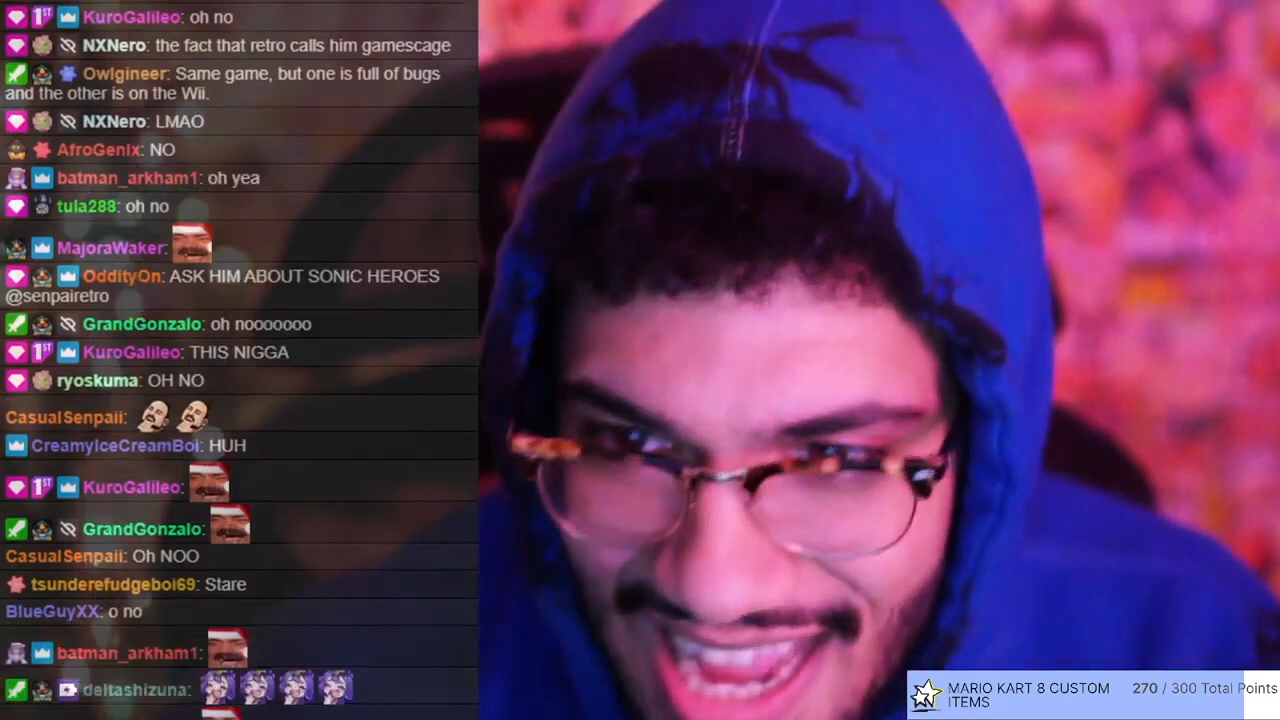 KuroGalileo: oh no
NXNero: the fact that retro calls him gamescage
Owlgineer: Same game, but one is full of bugs
and the other is on the Wii.
NXNero: LMAO
AfroGenix: NO
batman_arkham1: oh yea
tula288: oh no
MajoraWaker:
OddityOn: ASK HIM ABOUT SONIC HEROES
@senpairetro
GrandGonzalo: oh nooooooo
KuroGalileo: THIS NIGGA
ryoskuma: OH NO
CasualSenpaii:
CreamyIceCreamBoi: HUH
KuroGalileo:
GrandGonzalo:
CasualSenpaii: Oh NOO
tsunderefudgeboi69: Stare
BlueGuyXX: o no
batman_arkham1:
deltashizuna:
MARIO KART 8 CUSTOM
ITEMS
270 / 300 Total Points